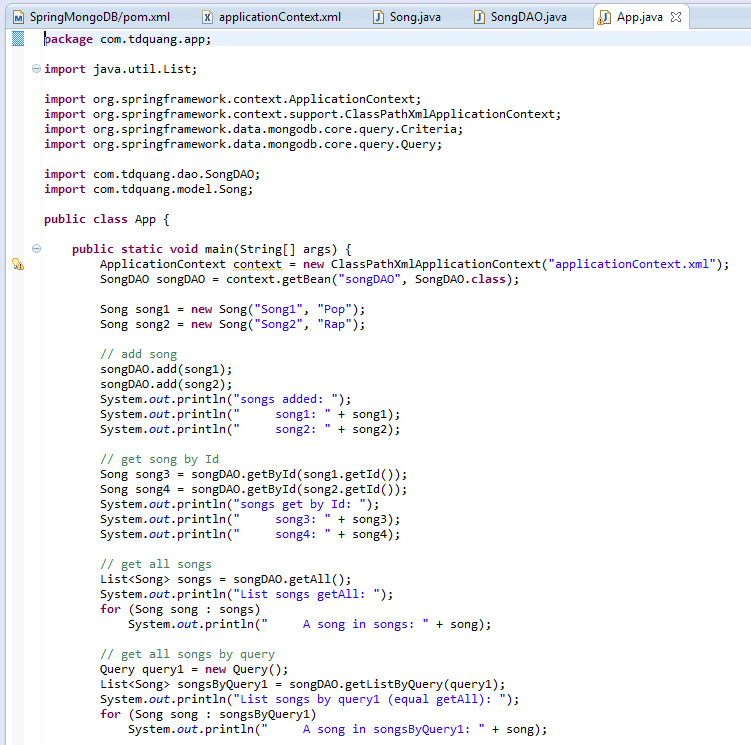 SpringMongoDB/pom.xml applicationContext.xml Song.java SongDAO.java App.java
package com.tdquang.app;
import java.util.List;
import org.springframework.context.ApplicationContext;
import org.springframework.context.support.ClassPathXmlApplicationContext;
import org.springframework.data.mongodb.core.query.Criteria;
import org.springframework.data.mongodb.core.query.Query;
import com.tdquang.dao.SongDAO;
import com.tdquang.model.Song;
public class App {
public static void main(String[] args) {
ApplicationContext context = new ClassPathXmlApplicationContext("applicationContext.xml");
SongDAO songDAO = context.getBean("songDAO", SongDAO.class);
Song song1 = new Song("Song1", "Pop");
Song song2 = new Song("Song2", "Rap");
// add song
songDAO.add(song1);
songDAO.add(song2);
System.out.println("songs added: ");
System.out.println("     song1: " + song1);
System.out.println("     song2: " + song2);
// get song by Id
Song song3 = songDAO.getById(song1.getId());
Song song4 = songDAO.getById(song2.getId());
System.out.println("songs get by Id: ");
System.out.println("     song3: " + song3);
System.out.println("     song4: " + song4);
// get all songs
List<Song> songs = songDAO.getAll();
System.out.println("List songs getAll: ");
for (Song song : songs)
System.out.println("     A song in songs: " + song);
// get all songs by query
Query query1 = new Query();
List<Song> songsByQuery1 = songDAO.getListByQuery(query1);
System.out.println("List songs by query1 (equal getAll): ");
for (Song song : songsByQuery1)
System.out.println("     A song in songsByQuery1: " + song);